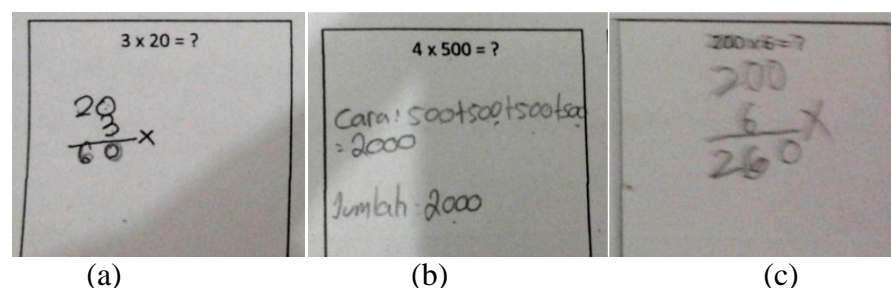 3 x 20 = ?
20
3 x
60
4 x 500 = ?
Cara: 500+500+500+500
= 2000
Jumlah: 2000
200 x 6 = ?
200
6 x
260
(a)
(b)
(c)